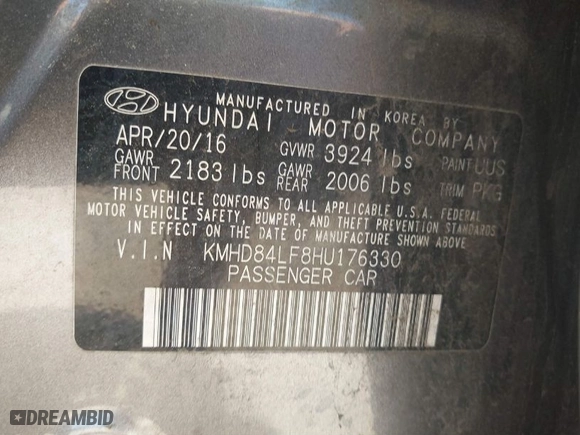 MANUFACTURED IN KOREA BY
HYUNDAI MOTOR COMPANY
APR/20/16 GVWR 3924 lbs PAINT UUS
GAWR FRONT 2183 lbs GAWR REAR 2006 lbs TRIM PKG
THIS VEHICLE CONFORMS TO ALL APPLICABLE U.S.A. FEDERAL
MOTOR VEHICLE SAFETY, BUMPER, AND THEFT PREVENTION STANDARDS
IN EFFECT ON THE DATE OF MANUFACTURE SHOWN ABOVE
V.I.N KMHD84LF8HU176330
PASSENGER CAR
DREAMBID